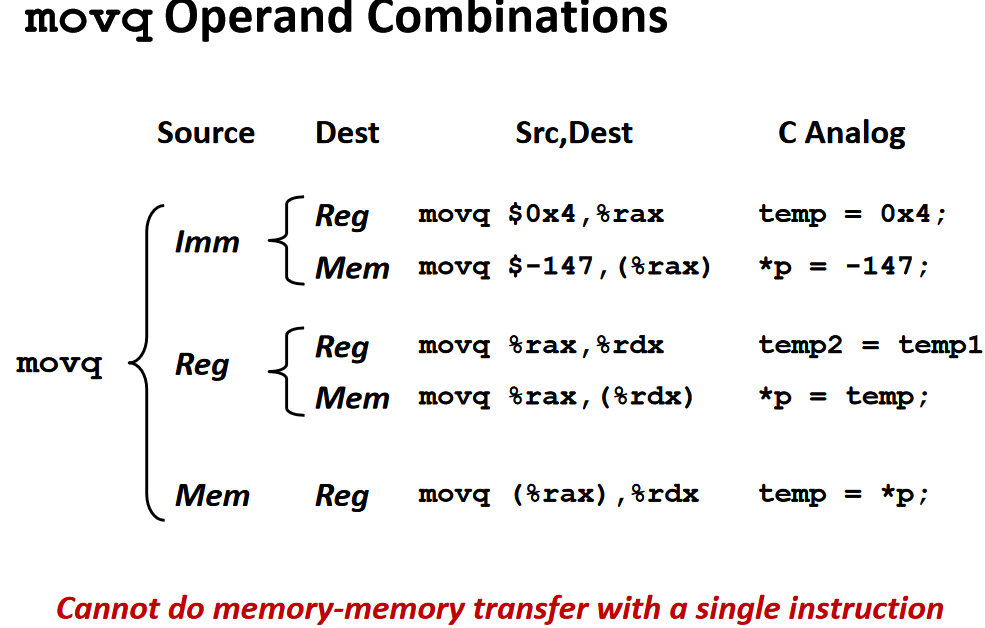 movq Operand Combinations
Source Dest Src,Dest C Analog
Reg movq $0x4,%rax temp = 0x4;
Imm
Mem movq $-147,(%rax) *p = -147;
Reg movq %rax,%rdx temp2 = temp1
movq Reg
Mem movq %rax,(%rdx) *p = temp;
Mem Reg movq (%rax),%rdx temp = *p;
Cannot do memory-memory transfer with a single instruction